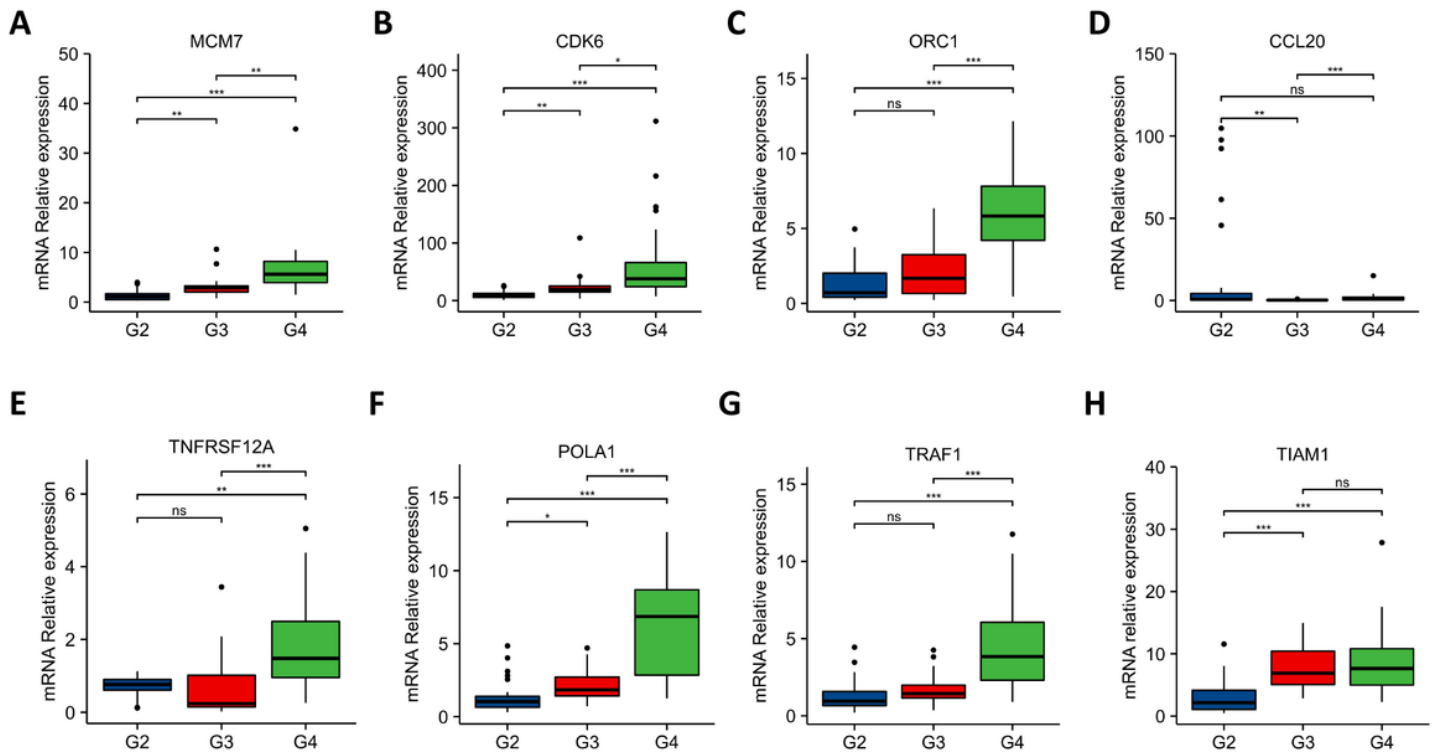 A
MCM7
mRNA Relative expression
50
40
30
20
10
0
**
***
**
G2 G3 G4
B
CDK6
mRNA Relative expression
400
300
200
100
0
*
***
**
G2 G3 G4
C
ORC1
mRNA Relative expression
15
10
5
0
***
***
ns
G2 G3 G4
D
CCL20
mRNA Relative expression
150
100
50
0
***
ns
**
G2 G3 G4
E
TNFRSF12A
mRNA Relative expression
6
4
2
0
***
**
ns
G2 G3 G4
F
POLA1
mRNA Relative expression
15
10
5
0
***
***
*
G2 G3 G4
G
TRAF1
mRNA Relative expression
15
10
5
0
***
***
ns
G2 G3 G4
H
TIAM1
mRNA relative expression
40
30
20
10
0
ns
***
***
G2 G3 G4